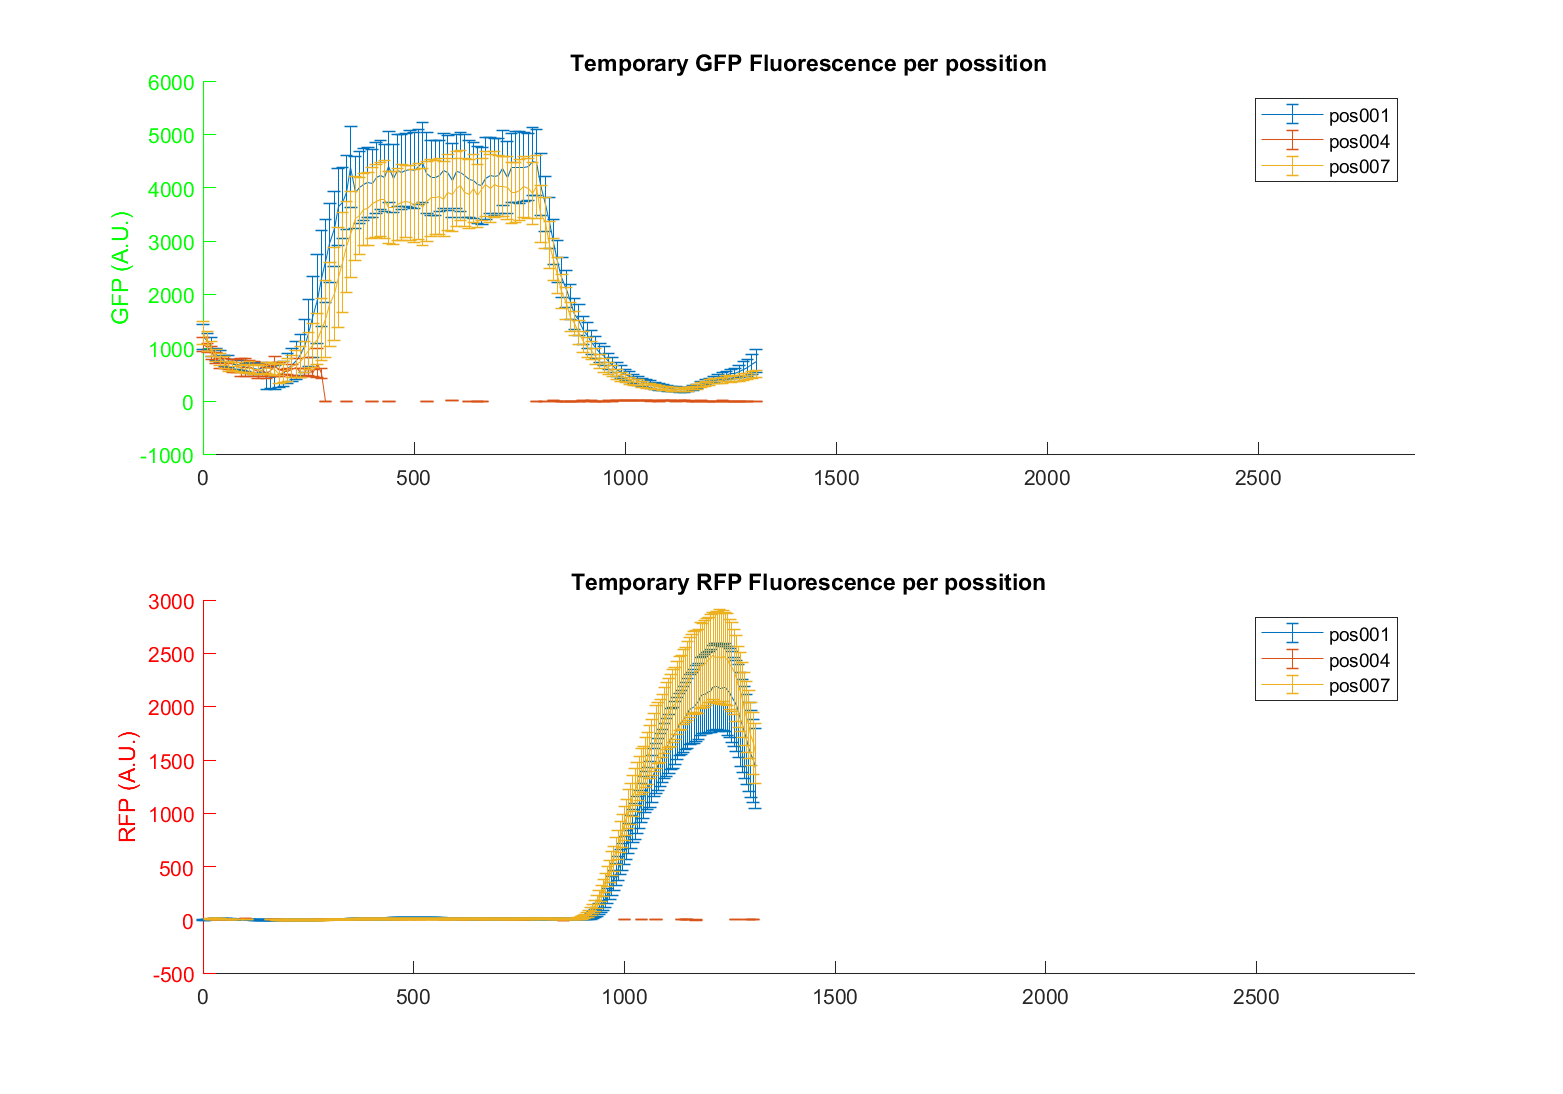 Temporary GFP Fluorescence per possition
6000
5000
4000
3000
2000
1000
0
-1000
GFP (A.U.)
0 500 1000 1500 2000 2500
pos001
pos004
pos007
Temporary RFP Fluorescence per possition
3000
2500
2000
1500
1000
500
0
-500
RFP (A.U.)
0 500 1000 1500 2000 2500
pos001
pos004
pos007